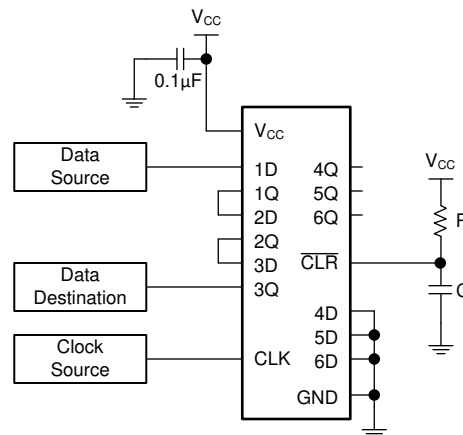 VCC
0.1µF
VCC
Data
Source
1D
4Q
1Q
5Q
2D
6Q
2Q
3D
CLR
VCC
R
C
Data
Destination
3Q
4D
5D
Clock
Source
CLK
6D
GND